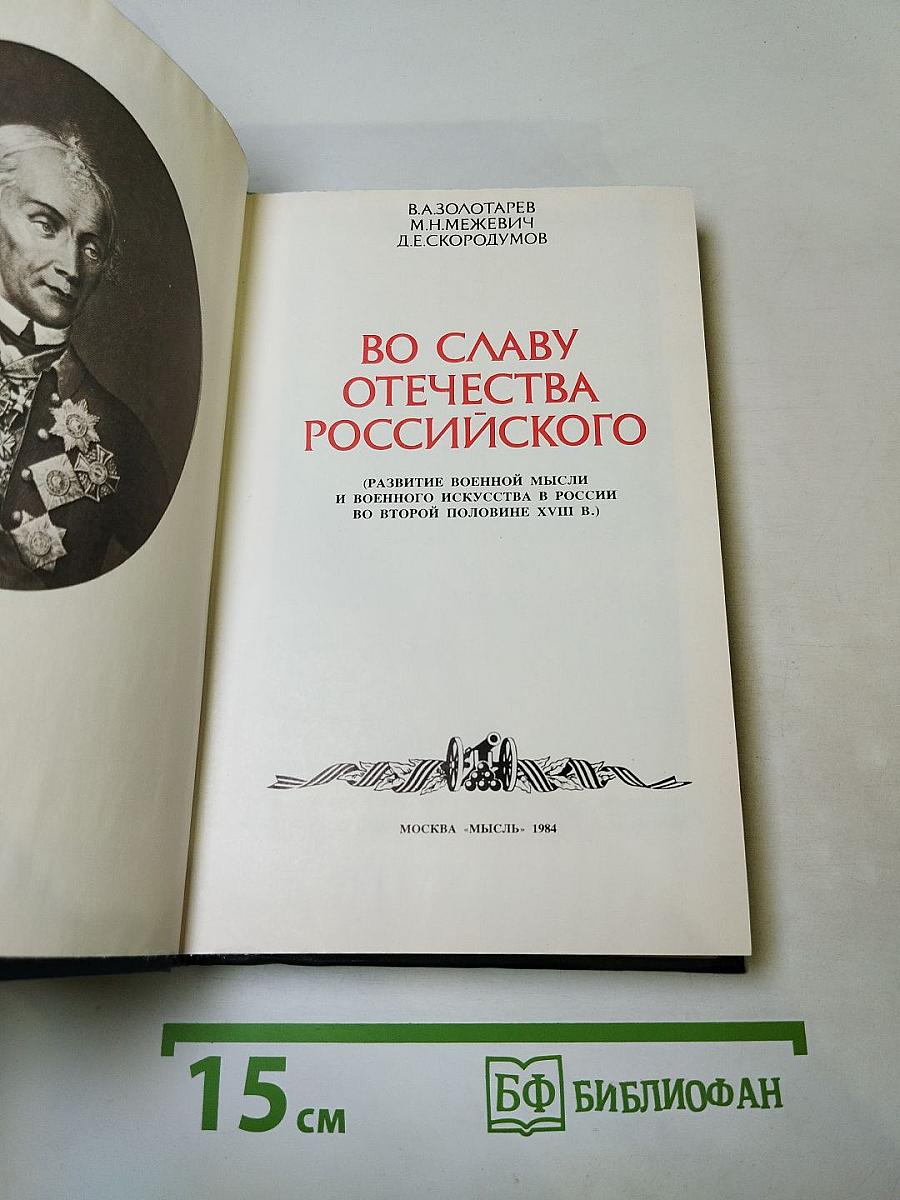 В.А.ЗОЛОТАРЕВ
М.Н.МЕЖЕВИЧ
Д.Е.СКОРОДУМОВ
ВО СЛАВУ
ОТЕЧЕСТВА
РОССИЙСКОГО
(РАЗВИТИЕ ВОЕННОЙ МЫСЛИ
И ВОЕННОГО ИСКУССТВА В РОССИИ
ВО ВТОРОЙ ПОЛОВИНЕ XVIII В.)
МОСКВА «МЫСЛЬ» 1984
15 см
БФ БИБЛИОФАН